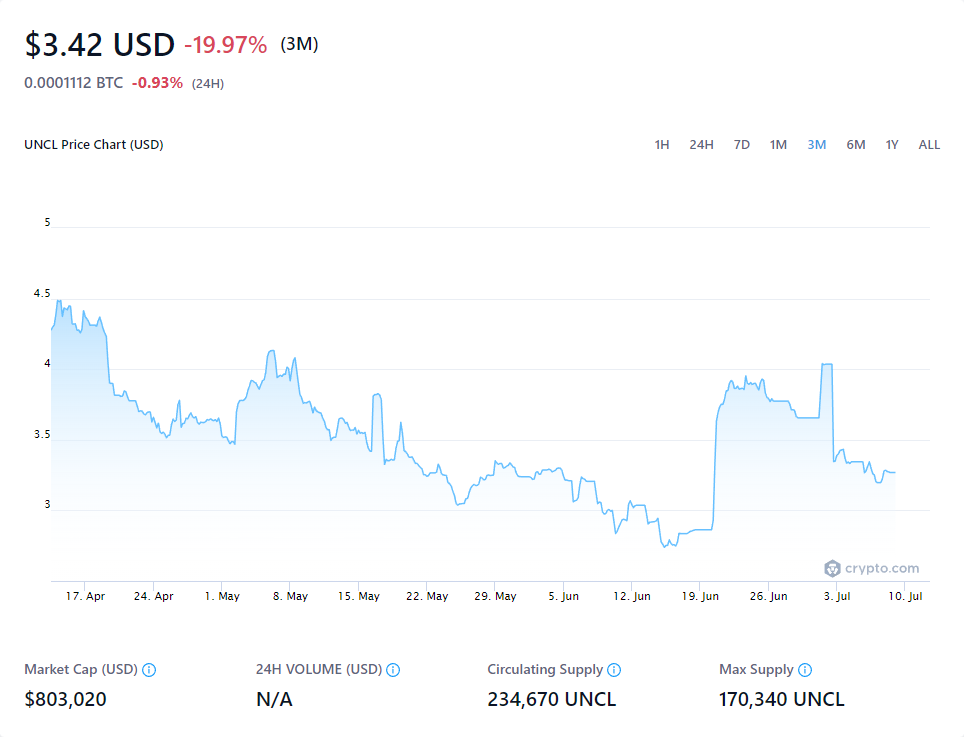 $3.42 USD -19.97% (3M)
0.0001112 BTC -0.93% (24H)
UNCL Price Chart (USD) 1H 24H 7D 1M 3M 6M 1Y ALL
5
4.5
4
3.5
3
crypto.com
17. Apr 24. Apr 1. May 8. May 15. May 22. May 29. May 5. Jun 12. Jun 19. Jun 26. Jun 3. Jul 10. Jul
Market Cap (USD) 24H VOLUME (USD) Circulating Supply Max Supply
$803,020 N/A 234,670 UNCL 170,340 UNCL